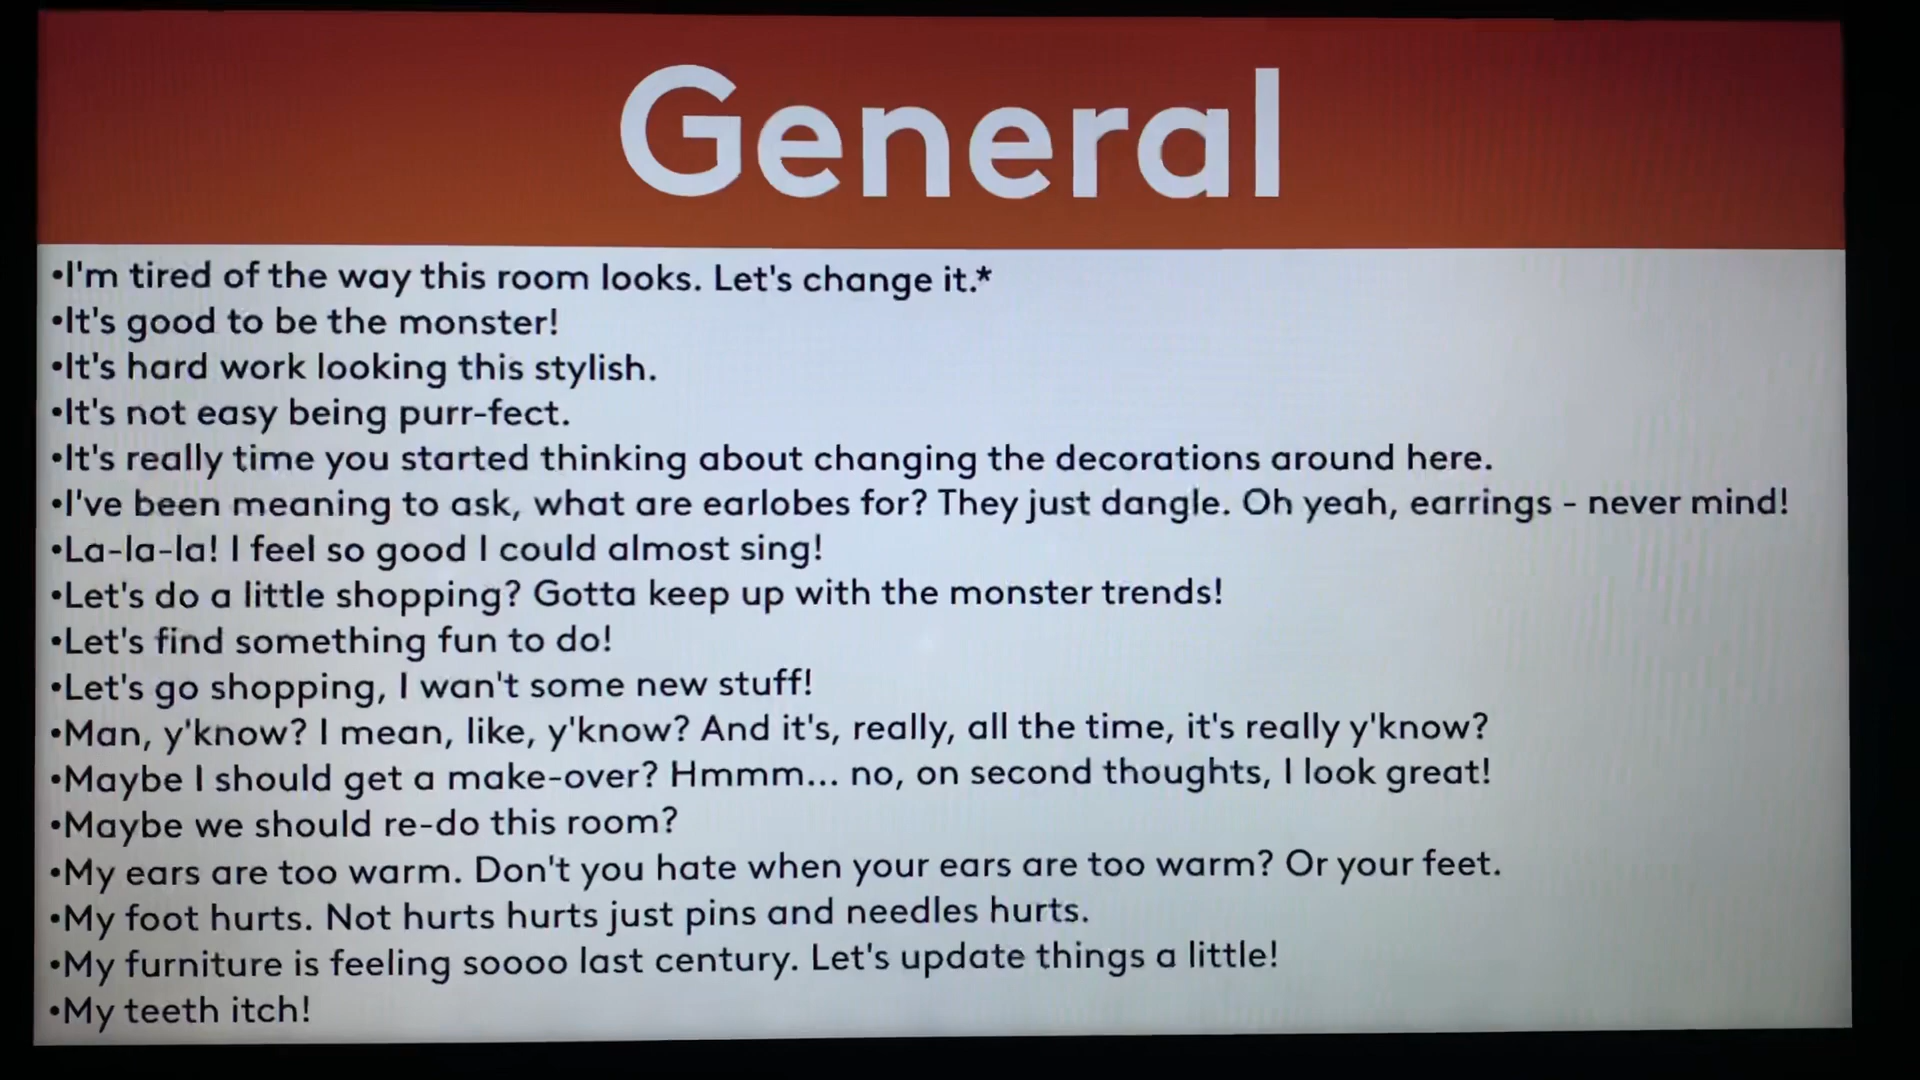 General
•I'm tired of the way this room looks. Let's change it.*
•It's good to be the monster!
•It's hard work looking this stylish.
•It's not easy being purr-fect.
•It's really time you started thinking about changing the decorations around here.
•I've been meaning to ask, what are earlobes for? They just dangle. Oh yeah, earrings - never mind!
•La-la-la! I feel so good I could almost sing!
•Let's do a little shopping? Gotta keep up with the monster trends!
•Let's find something fun to do!
•Let's go shopping, I wan't some new stuff!
•Man, y'know? I mean, like, y'know? And it's, really, all the time, it's really y'know?
•Maybe I should get a make-over? Hmmm... no, on second thoughts, I look great!
•Maybe we should re-do this room?
•My ears are too warm. Don't you hate when your ears are too warm? Or your feet.
•My foot hurts. Not hurts hurts just pins and needles hurts.
•My furniture is feeling soooo last century. Let's update things a little!
•My teeth itch!